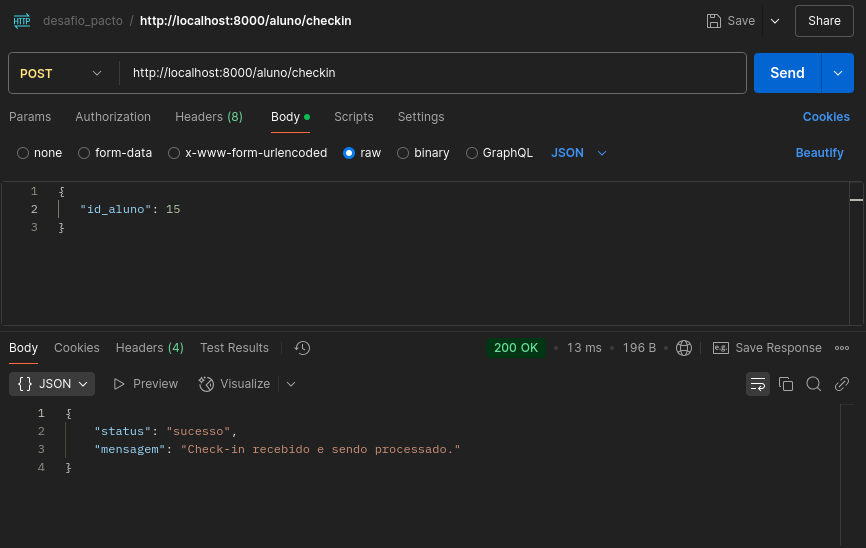 HTTP desafio_pacto / http://localhost:8000/aluno/checkin Save Share
POST http://localhost:8000/aluno/checkin Send
Params Authorization Headers (8) Body Scripts Settings Cookies
none form-data x-www-form-urlencoded raw binary GraphQL JSON Beautify
1 {
2 "id_aluno": 15
3 }
Body Cookies Headers (4) Test Results 200 OK • 13 ms • 196 B • e.g. Save Response
{} JSON Preview Visualize
1 {
2 "status": "sucesso",
3 "mensagem": "Check-in recebido e sendo processado."
4 }